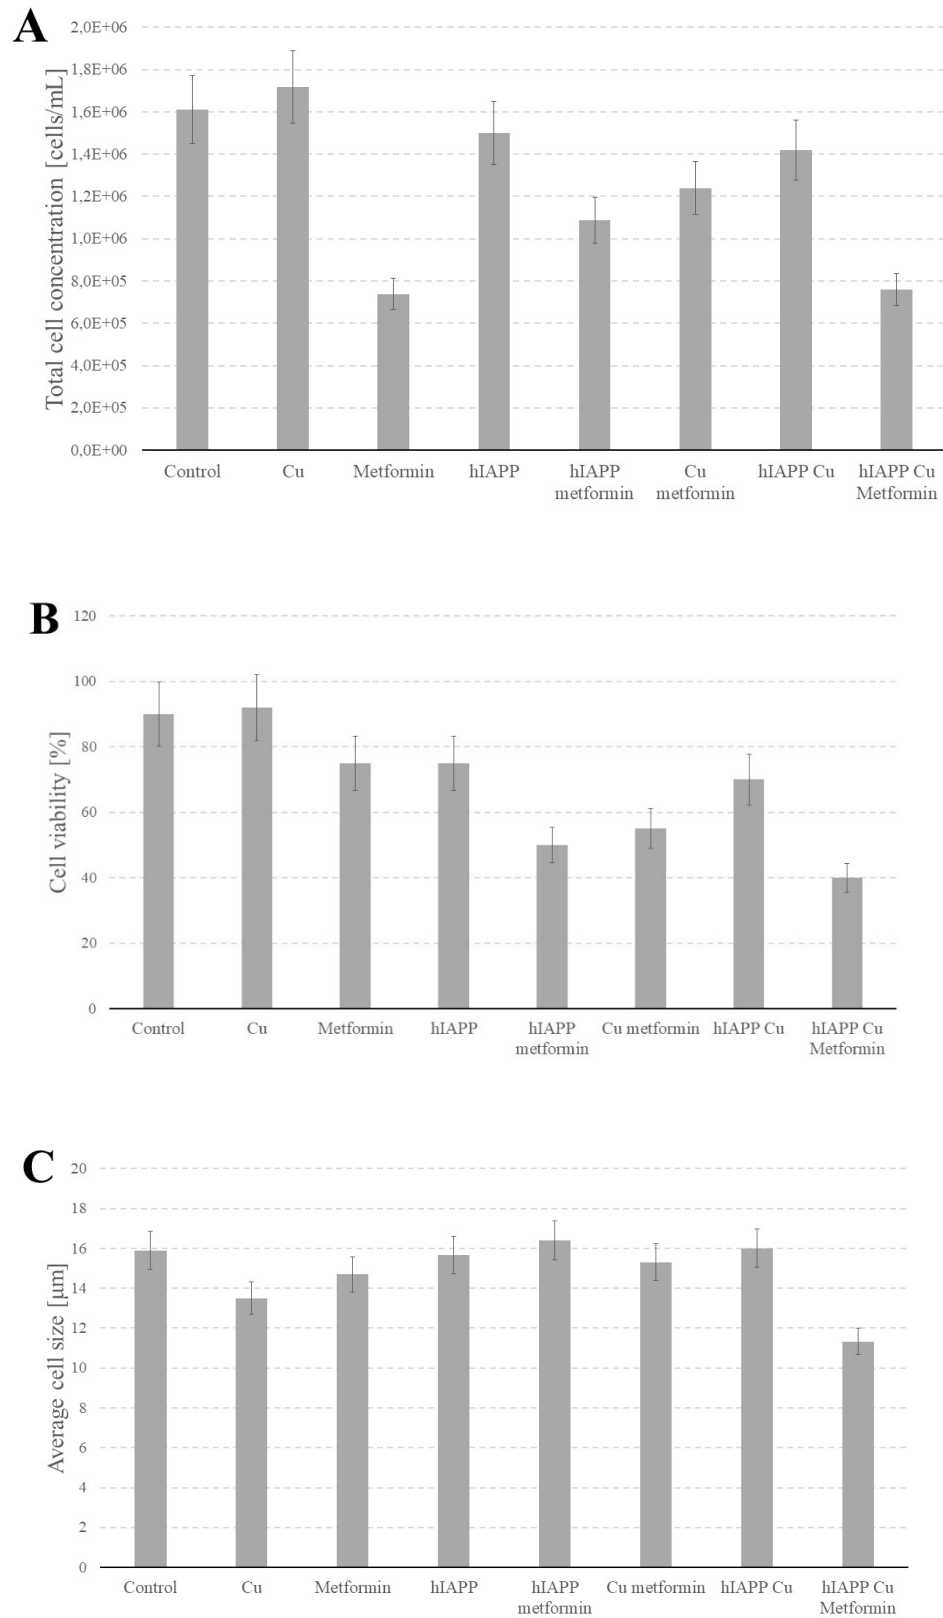 A
Total cell concentration [cells/mL]
2,0E+06
1,8E+06
1,6E+06
1,4E+06
1,2E+06
1,0E+06
8,0E+05
6,0E+05
4,0E+05
2,0E+05
0,0E+00
Control
Cu
Metformin
hIAPP
hIAPP
metformin
Cu
metformin
hIAPP Cu
hIAPP Cu
Metformin
B
Cell viability [%]
120
100
80
60
40
20
0
Control
Cu
Metformin
hIAPP
hIAPP
metformin
Cu metformin
hIAPP Cu
hIAPP Cu
Metformin
C
Average cell size [µm]
20
18
16
14
12
10
8
6
4
2
0
Control
Cu
Metformin
hIAPP
hIAPP
metformin
Cu metformin
hIAPP Cu
hIAPP Cu
Metformin